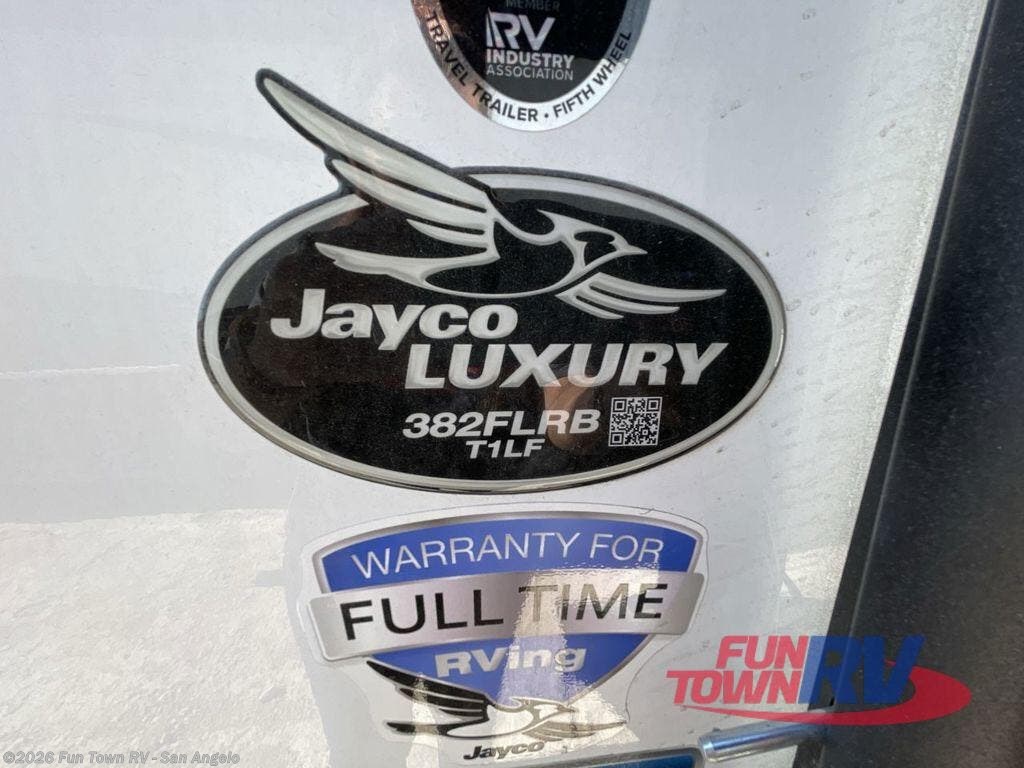 MEMBER
RV
INDUSTRY
ASSOCIATION
TRAVEL TRAILER • FIFTH WHEEL
Jayco
LUXURY
382FLRB
T1LF
WARRANTY FOR
FULL TIME
RVing
Jayco
FUN
TOWN RV
©2026 Fun Town RV - San Angelo